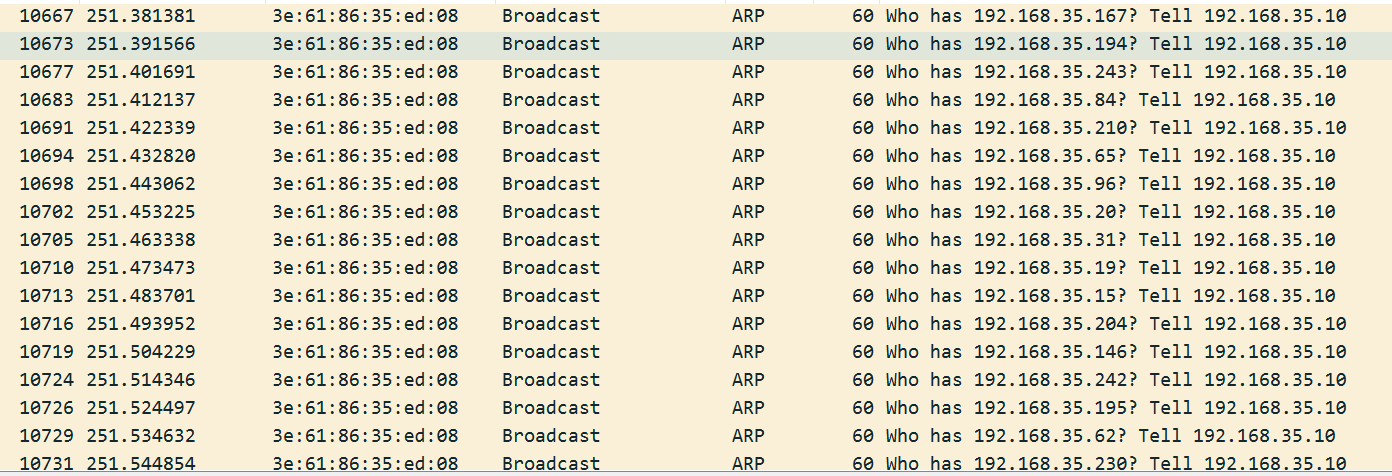 10667 251.381381 3e:61:86:35:ed:08 Broadcast ARP 60 Who has 192.168.35.167? Tell 192.168.35.10
10673 251.391566 3e:61:86:35:ed:08 Broadcast ARP 60 Who has 192.168.35.194? Tell 192.168.35.10
10677 251.401691 3e:61:86:35:ed:08 Broadcast ARP 60 Who has 192.168.35.243? Tell 192.168.35.10
10683 251.412137 3e:61:86:35:ed:08 Broadcast ARP 60 Who has 192.168.35.84? Tell 192.168.35.10
10691 251.422339 3e:61:86:35:ed:08 Broadcast ARP 60 Who has 192.168.35.210? Tell 192.168.35.10
10694 251.432820 3e:61:86:35:ed:08 Broadcast ARP 60 Who has 192.168.35.65? Tell 192.168.35.10
10698 251.443062 3e:61:86:35:ed:08 Broadcast ARP 60 Who has 192.168.35.96? Tell 192.168.35.10
10702 251.453225 3e:61:86:35:ed:08 Broadcast ARP 60 Who has 192.168.35.20? Tell 192.168.35.10
10705 251.463338 3e:61:86:35:ed:08 Broadcast ARP 60 Who has 192.168.35.31? Tell 192.168.35.10
10710 251.473473 3e:61:86:35:ed:08 Broadcast ARP 60 Who has 192.168.35.19? Tell 192.168.35.10
10713 251.483701 3e:61:86:35:ed:08 Broadcast ARP 60 Who has 192.168.35.15? Tell 192.168.35.10
10716 251.493952 3e:61:86:35:ed:08 Broadcast ARP 60 Who has 192.168.35.204? Tell 192.168.35.10
10719 251.504229 3e:61:86:35:ed:08 Broadcast ARP 60 Who has 192.168.35.146? Tell 192.168.35.10
10724 251.514346 3e:61:86:35:ed:08 Broadcast ARP 60 Who has 192.168.35.242? Tell 192.168.35.10
10726 251.524497 3e:61:86:35:ed:08 Broadcast ARP 60 Who has 192.168.35.195? Tell 192.168.35.10
10729 251.534632 3e:61:86:35:ed:08 Broadcast ARP 60 Who has 192.168.35.62? Tell 192.168.35.10
10731 251.544854 3e:61:86:35:ed:08 Broadcast ARP 60 Who has 192.168.35.230? Tell 192.168.35.10